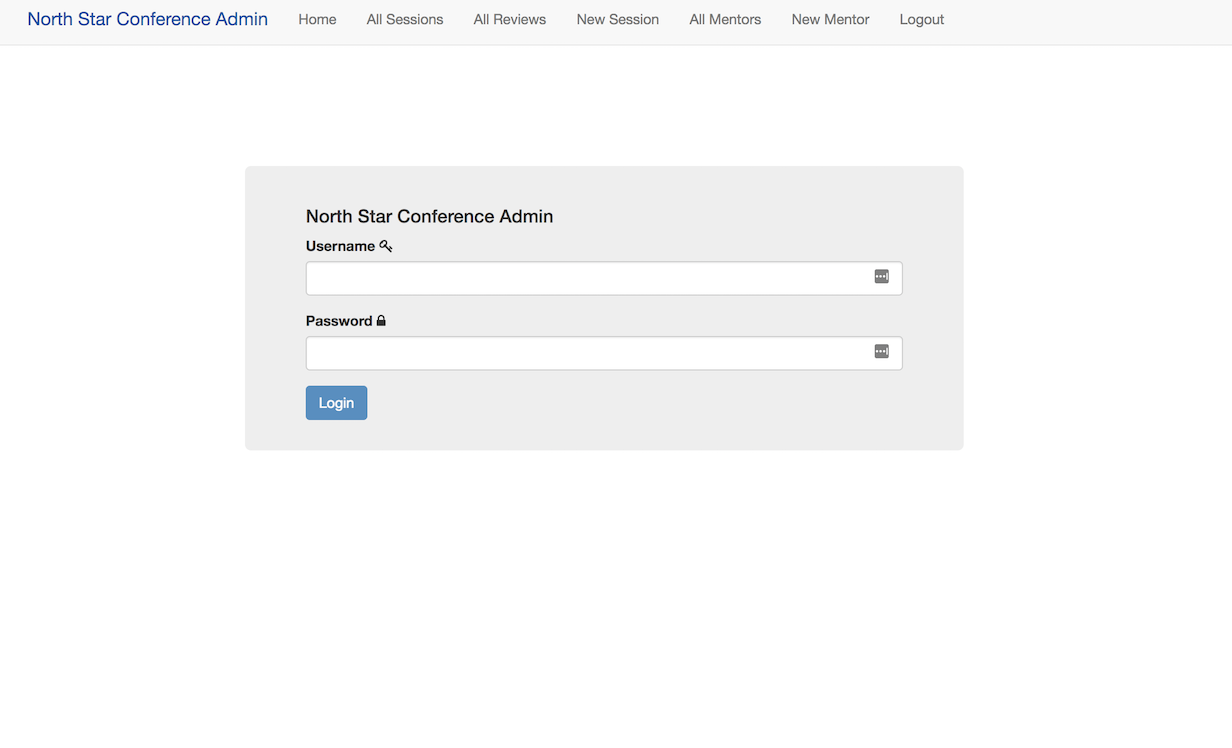 North Star Conference Admin Home All Sessions All Reviews New Session All Mentors New Mentor Logout
North Star Conference Admin
Username
Password
Login